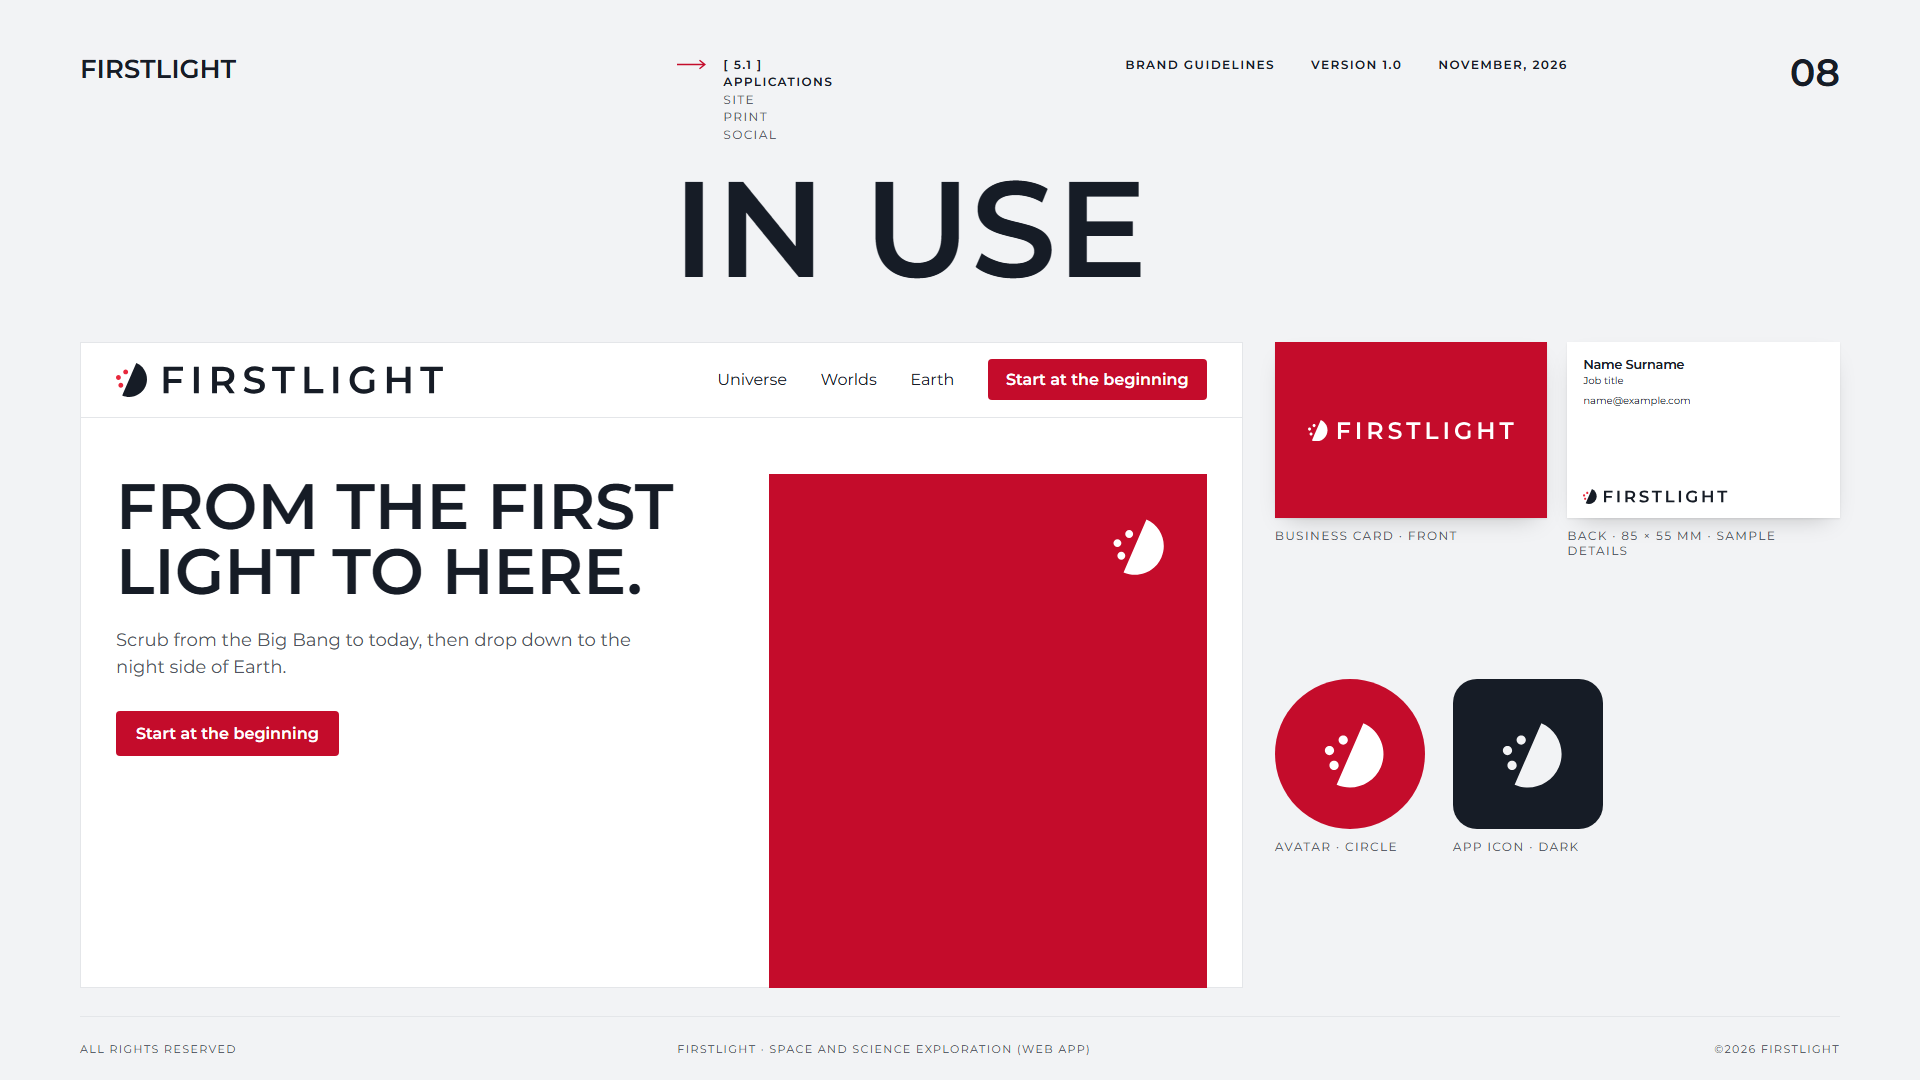 FIRSTLIGHT
[ 5.1 ]
APPLICATIONS
SITE
PRINT
SOCIAL
BRAND GUIDELINES
VERSION 1.0
NOVEMBER, 2026
08
IN USE
FIRSTLIGHT
Universe
Worlds
Earth
Start at the beginning
FROM THE FIRST
LIGHT TO HERE.
Scrub from the Big Bang to today, then drop down to the
night side of Earth.
Start at the beginning
FIRSTLIGHT
BUSINESS CARD · FRONT
Name Surname
Job title
name@example.com
FIRSTLIGHT
BACK · 85 × 55 MM · SAMPLE
DETAILS
AVATAR · CIRCLE
APP ICON · DARK
ALL RIGHTS RESERVED
FIRSTLIGHT · SPACE AND SCIENCE EXPLORATION (WEB APP)
©2026 FIRSTLIGHT